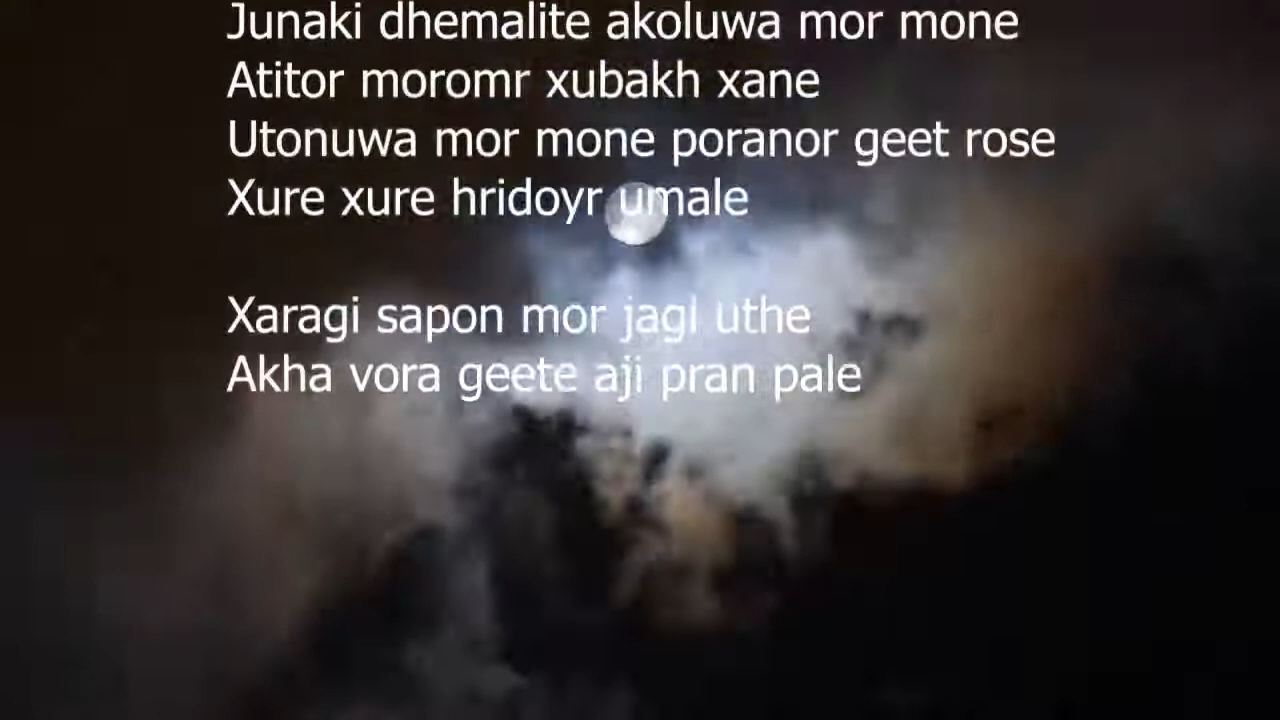 Junaki dhemalite akoluwa mor mone
Atitor moromr xubakh xane
Utonuwa mor mone poranor geet rose
Xure xure hridoyr umale
Xaragi sapon mor jagl uthe
Akha vora geete aji pran pale